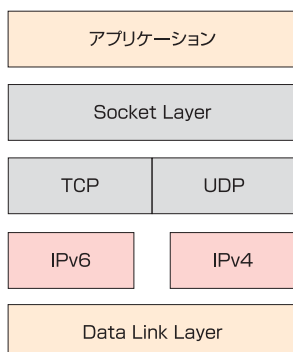 アプリケーション
Socket Layer
TCP UDP
IPv6 IPv4
Data Link Layer